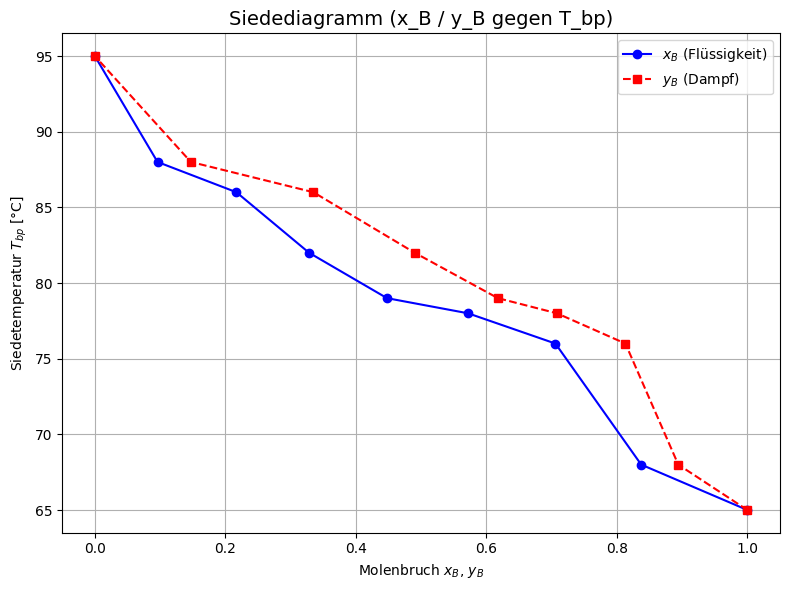 Siedediagramm (x_B / y_B gegen T_bp)
x_B (Flüssigkeit)
y_B (Dampf)
Siedetemperatur T_bp [°C]
95
90
85
80
75
70
65
0.0 0.2 0.4 0.6 0.8 1.0
Molenbruch x_B, y_B